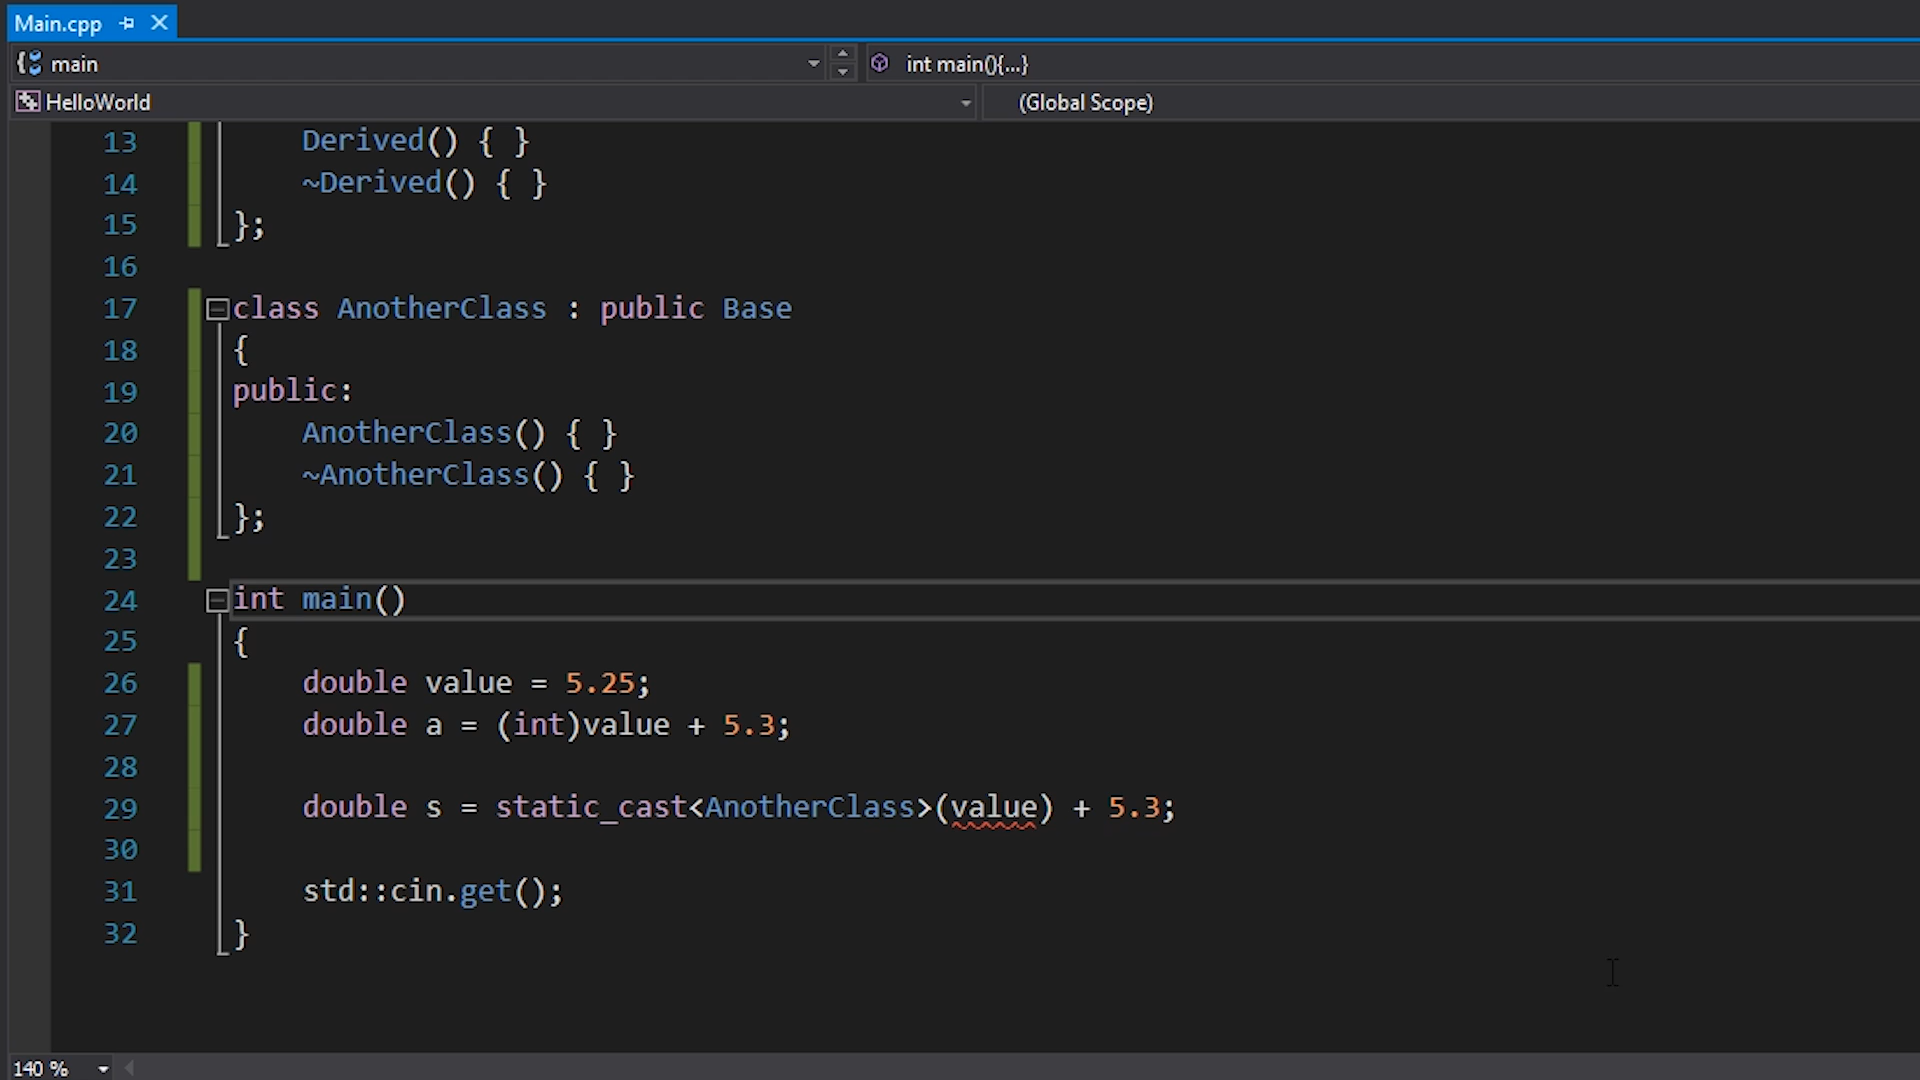 Main.cpp
main int main(){...}
HelloWorld (Global Scope)
13 Derived() { }
14 ~Derived() { }
15 };
16
17 class AnotherClass : public Base
18 {
19 public:
20 AnotherClass() { }
21 ~AnotherClass() { }
22 };
23
24 int main()
25 {
26 double value = 5.25;
27 double a = (int)value + 5.3;
28
29 double s = static_cast<AnotherClass>(value) + 5.3;
30
31 std::cin.get();
32 }
140 %